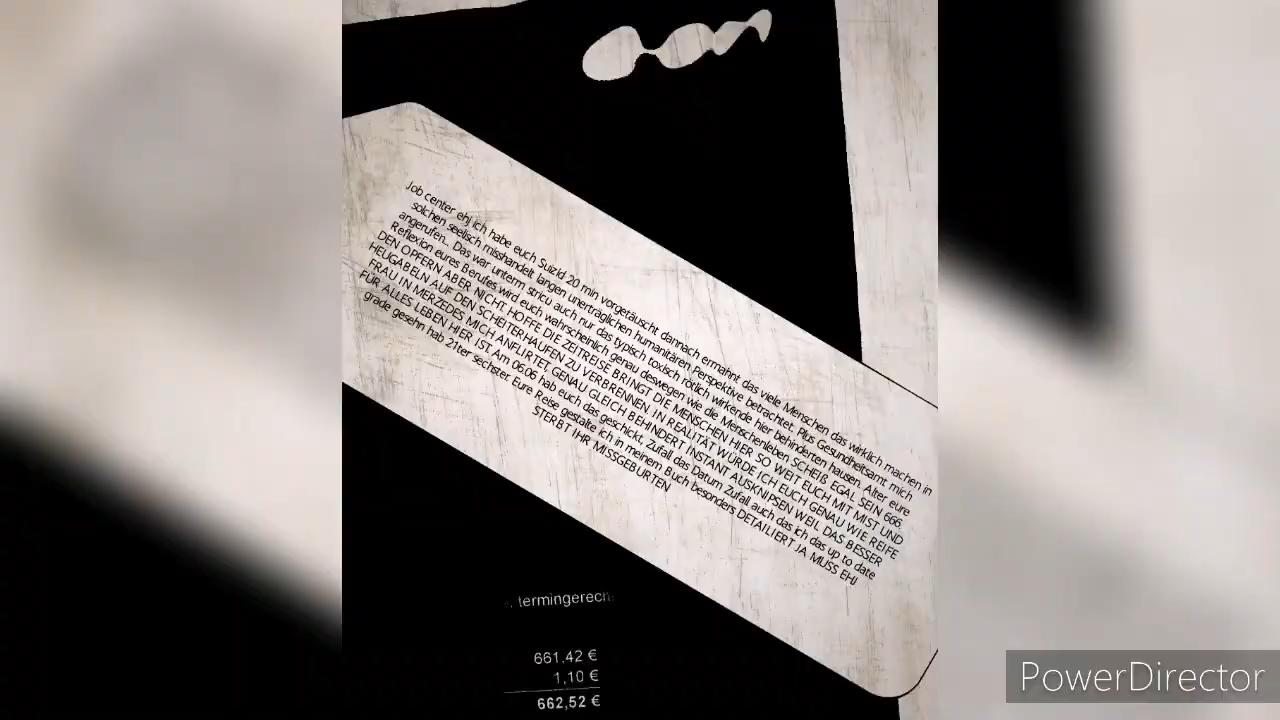 Job center ehj ich habe euch Suizid 20 min vorgetäuscht dannach ermahnt das viele Menschen das wirklich machen in
solchen seelisch misshandelt langen unerträglichen humanitären Perspektive betrachtet. Plus Gesundheitsamt mich
angerufen.. Das war unterm stricu auch nur das typisch toxisch rötlich wirkende hier behinderten hausen. Alter eure
Reflexion eures Berufes wird euch wahrscheinlich genau deswegen wie die Menschenleben SCHEIß EGAL SEIN 666.
DEN OPFERN ABER NICHT. HOFFE DIE ZEITREISE BRINGT DIE MENSCHEN HIER SO WEIT EUCH MIT MIST UND
HEUGABELN AUF DEN SCHEITERHAUFEN ZU VERBRENNEN. IN REALITÄT WÜRDE ICH EUCH GENAU WIE REIFE
FRAU IN MERZEDES MICH ANFLIRTET GENAU GLEICH BEHINDERT INSTANT AUSKNIPSEN WEIL DAS BESSER
FÜR ALLES LEBEN HIER IST. Am 06.06 hab euch das geschickt. Zufall das Datum. Zufall auch das ich das up to date
grade gesehn hab 21ter sechster. Eure Reise gestalte ich in meinem Buch besonders DETAILIERT JA MUSS EHJ
STERBT IHR MISSGEBURTEN
termingerech
661,42 €
1,10 €
662,52 €
PowerDirector